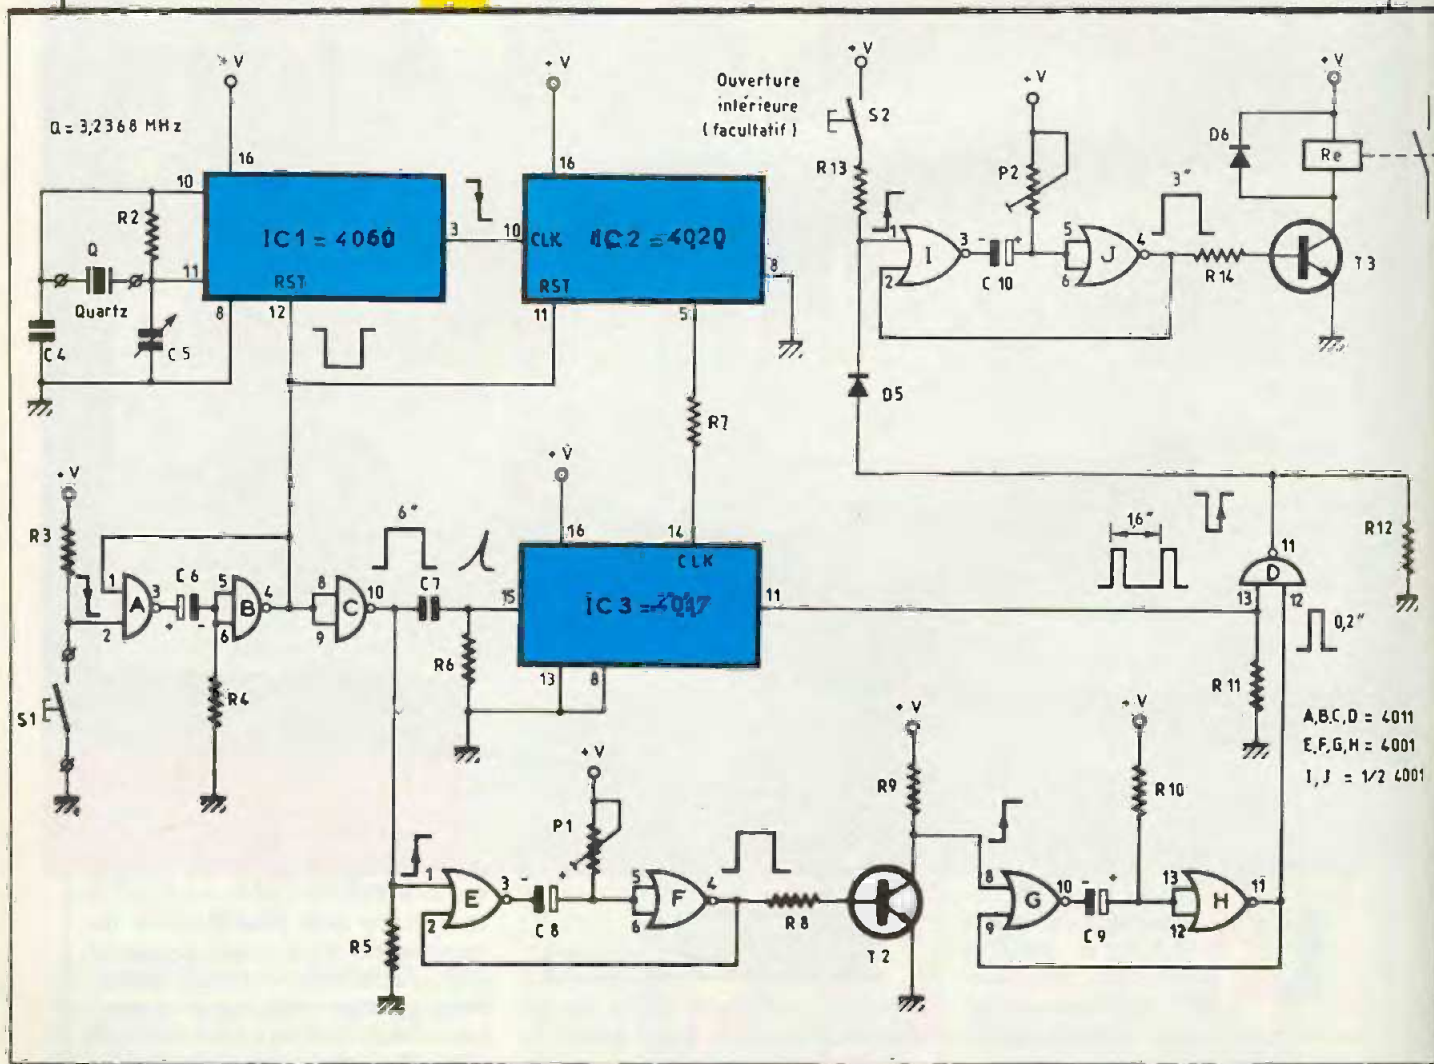 + V
+ V
+ V
+ V
+ V
Ouverture
intérieure
(facultatif)
S2
D6
Re
Q = 3,2368 MHz
16
16
R13
P2
3"
10
R2
IC1 = 4060
3
10
CLK
IC2 = 4020
1
I
3
-
+
5
J
4
Q
11
RST
8
2
C10
6
R14
T3
Quartz
8
12
RST
11
5
C4
C5
D5
R7
+ V
+ V
R3
6"
16
14
CLK
1,6"
11
R12
1
C6
5
8
C7
D
A
3
B
4
C
10
15
IC3 = 4017
11
13
12
2
+
-
6
9
0,2"
R6
13
8
R4
R11
S1
+ V
+ V
+ V
A,B,C,D = 4011
E,F,G,H = 4001
I,J = 1/2 4001
R9
R10
P1
1
E
3
-
+
5
F
4
8
G
10
-
+
13
H
11
2
C8
6
R8
9
C9
12
R5
T2